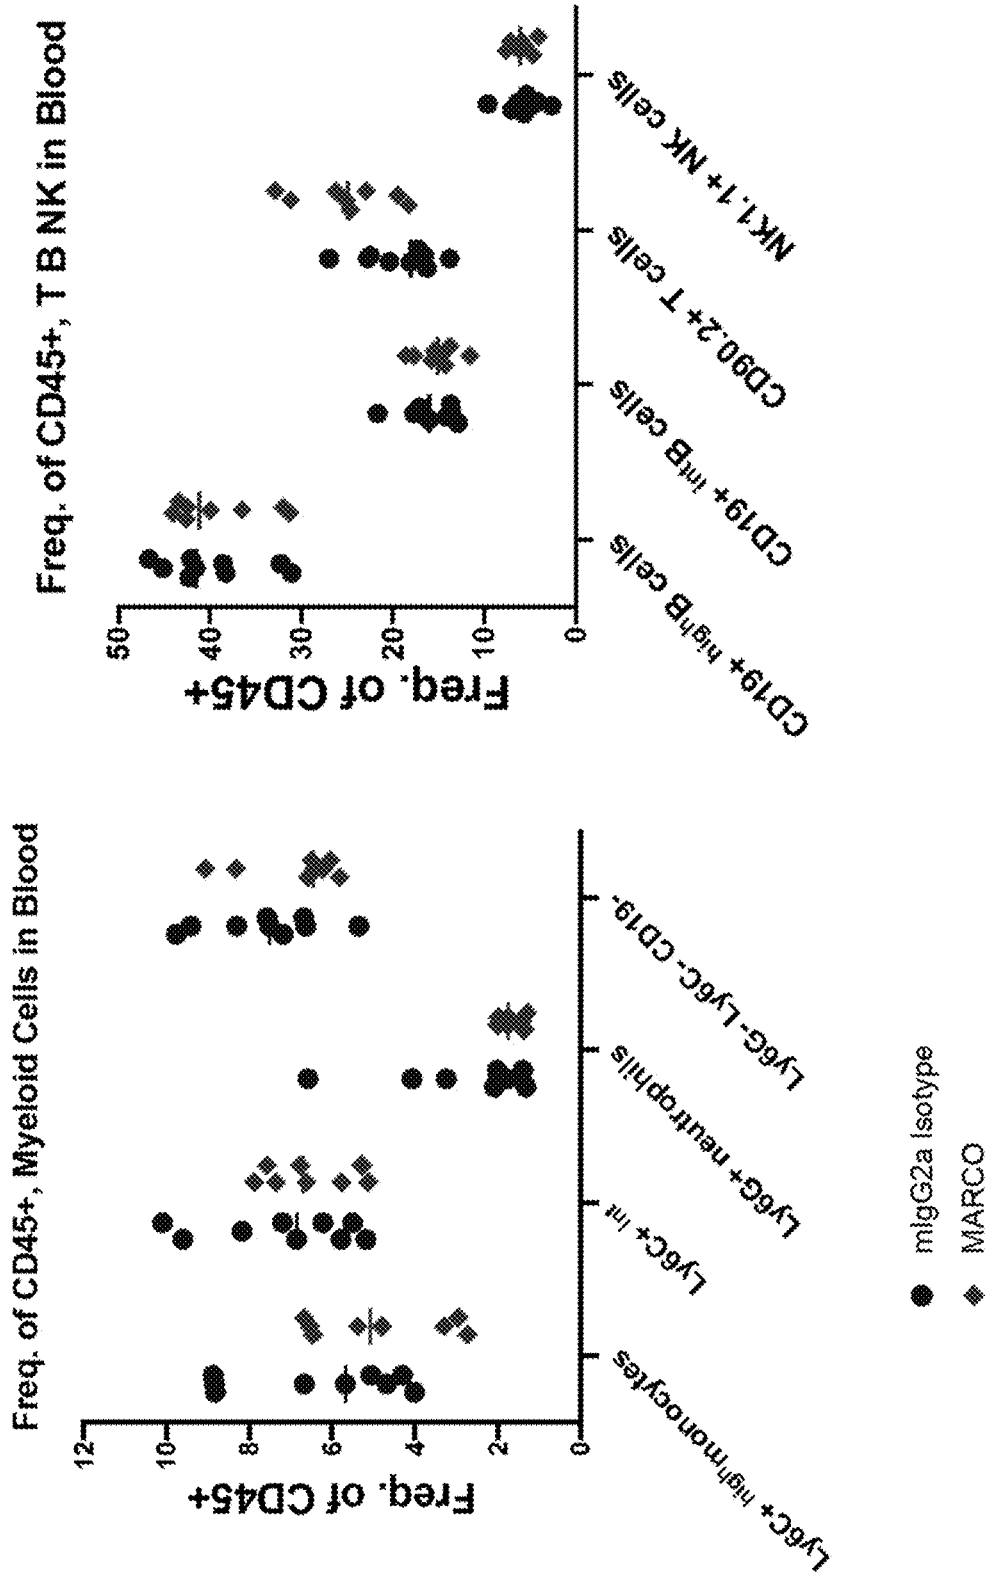 Freq. of CD45+, Myeloid Cells in Blood
Freq. of CD45+
12
10
8
6
4
2
0
Ly6C+ high monocytes
Ly6C+ Int
Ly6G+ neutrophils
Ly6G- Ly6C- CD19-
Freq. of CD45+, T B NK in Blood
Freq. of CD45+
50
40
30
20
10
0
CD19+ high B cells
CD19+ int B cells
CD90.2+ T cells
NK1.1+ NK cells
mIgG2a Isotype
MARCO